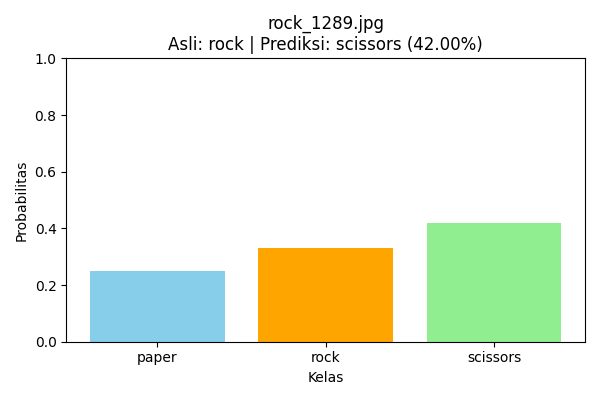 rock_1289.jpg
Asli: rock | Prediksi: scissors (42.00%)
1.0
0.8
0.6
0.4
0.2
0.0
Probabilitas
paper
rock
scissors
Kelas